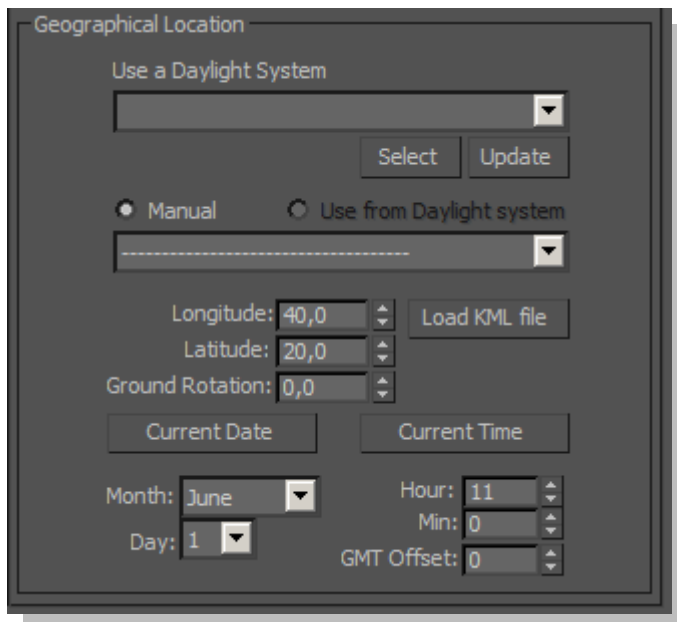 Geographical Location
Use a Daylight System
Select Update
Manual Use from Daylight system
------------------------------------
Longitude: 40,0 Load KML file
Latitude: 20,0
Ground Rotation: 0,0
Current Date Current Time
Month: June Hour: 11
Min: 0
Day: 1
GMT Offset: 0